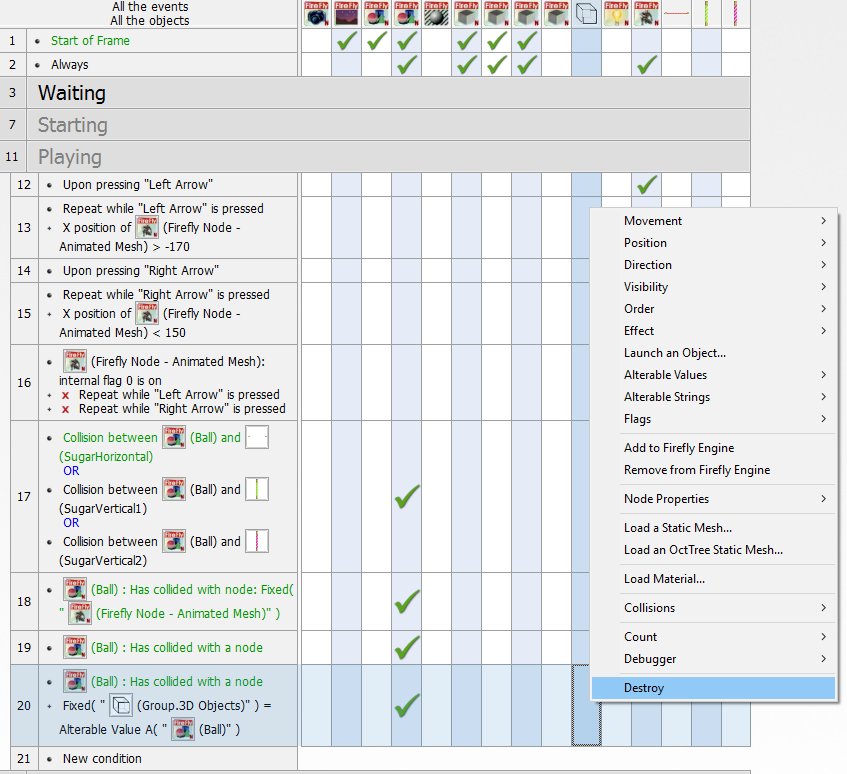 All the events
All the objects
1 • Start of Frame
2 • Always
3 Waiting
7 Starting
11 Playing
12 • Upon pressing "Left Arrow"
13 • Repeat while "Left Arrow" is pressed
X position of (Firefly Node -
Animated Mesh) > -170
14 • Upon pressing "Right Arrow"
15 • Repeat while "Right Arrow" is pressed
X position of (Firefly Node -
Animated Mesh) < 150
16 • (Firefly Node - Animated Mesh):
internal flag 0 is on
x Repeat while "Left Arrow" is pressed
x Repeat while "Right Arrow" is pressed
17 • Collision between (Ball) and
(SugarHorizontal)
OR
• Collision between (Ball) and
(SugarVertical1)
OR
• Collision between (Ball) and
(SugarVertical2)
18 • (Ball) : Has collided with node: Fixed(
" (Firefly Node - Animated Mesh)" )
19 • (Ball) : Has collided with a node
20 • (Ball) : Has collided with a node
Fixed( " (Group.3D Objects)" ) =
Alterable Value A( " (Ball)" )
21 • New condition
Movement
Position
Direction
Visibility
Order
Effect
Launch an Object...
Alterable Values
Alterable Strings
Flags
Add to Firefly Engine
Remove from Firefly Engine
Node Properties
Load a Static Mesh...
Load an OctTree Static Mesh...
Load Material...
Collisions
Count
Debugger
Destroy